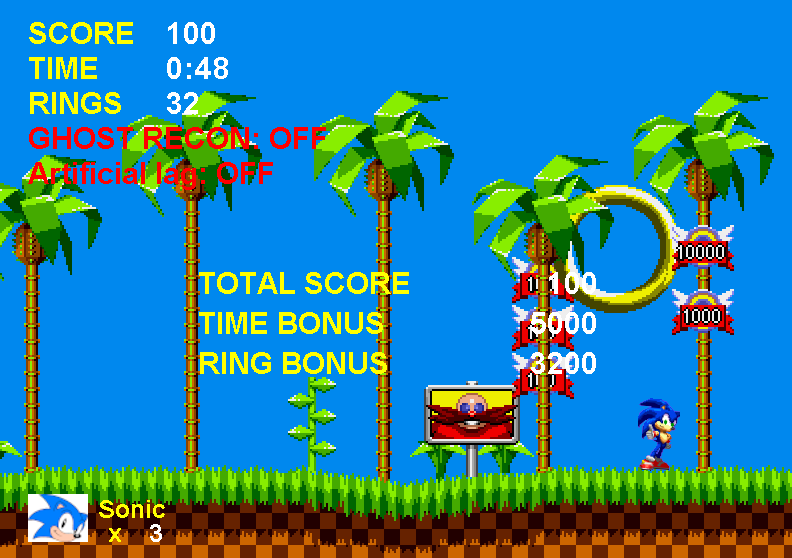 SCORE 100
TIME 0:48
RINGS 32
GHOST RECON: OFF
Artificial lag: OFF
10000
TOTAL SCORE 100
1000
TIME BONUS 5000
RING BONUS 3200
Sonic
x 3